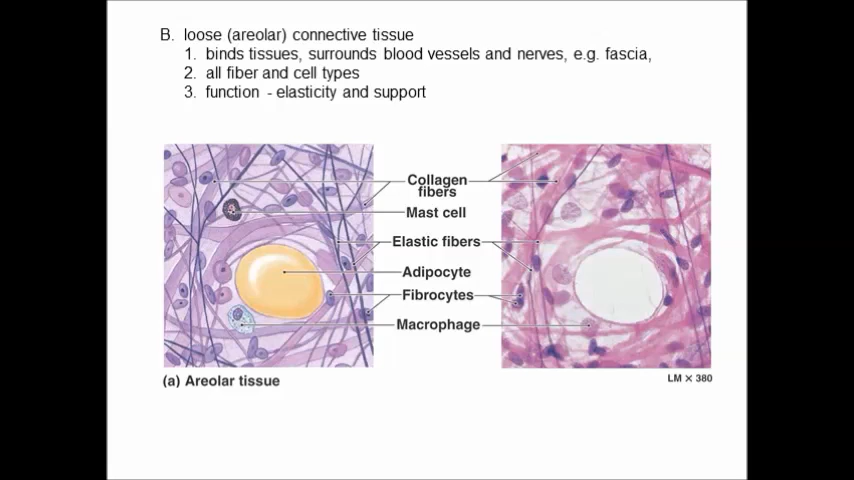 B. loose (areolar) connective tissue
1. binds tissues, surrounds blood vessels and nerves, e.g. fascia,
2. all fiber and cell types
3. function - elasticity and support
Collagen
fibers
Mast cell
Elastic fibers
Adipocyte
Fibrocytes
Macrophage
(a) Areolar tissue
LM × 380